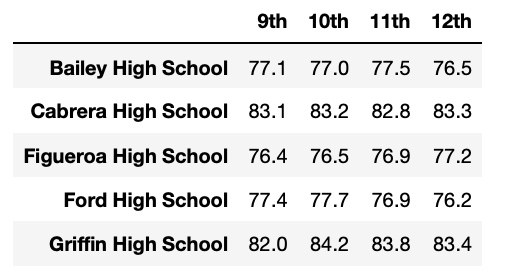 9th 10th 11th 12th
Bailey High School 77.1 77.0 77.5 76.5
Cabrera High School 83.1 83.2 82.8 83.3
Figueroa High School 76.4 76.5 76.9 77.2
Ford High School 77.4 77.7 76.9 76.2
Griffin High School 82.0 84.2 83.8 83.4